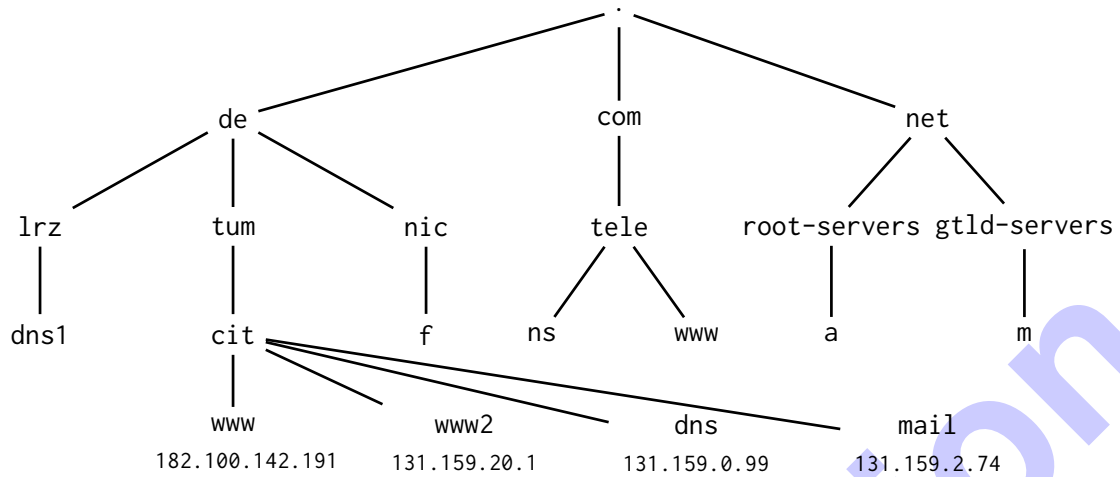 .
de com net
lrz tum nic tele root-servers gtld-servers
dns1 cit f ns www a m
www www2 dns mail
182.100.142.191 131.159.20.1 131.159.0.99 131.159.2.74
on